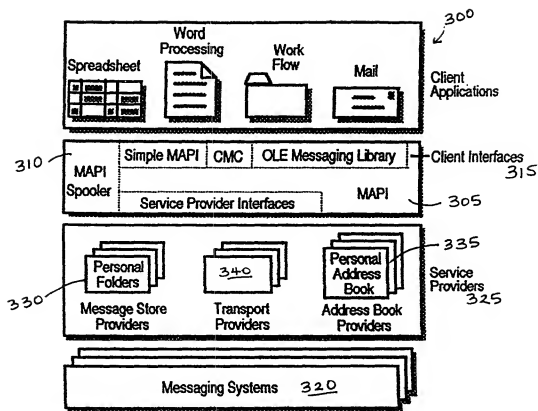 300
Spreadsheet
Word
Processing
Work
Flow
Mail
Client
Applications
310
MAPI
Spooler
Simple MAPI
CMC
OLE Messaging Library
Client Interfaces
315
Service Provider Interfaces
MAPI
305
330
Personal
Folders
Message Store
Providers
340
Transport
Providers
Personal
Address
Book
335
Address Book
Providers
Service
Providers
325
Messaging Systems
320